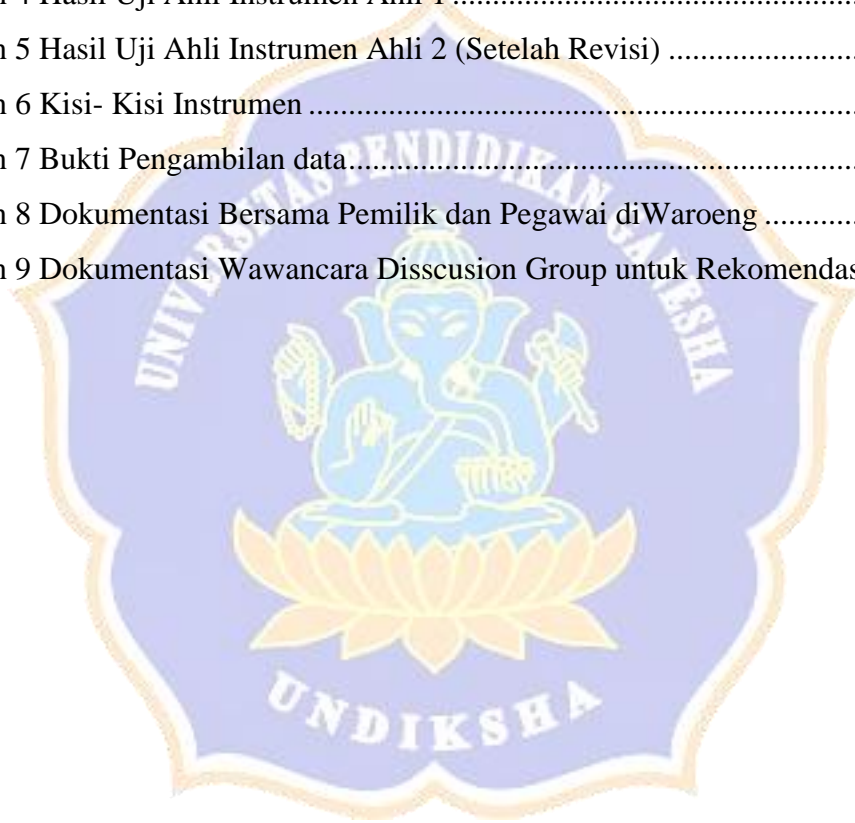 n 4 Hasil Uji Ahli Instrumen Ahli 1 ....................................................
n 5 Hasil Uji Ahli Instrumen Ahli 2 (Setelah Revisi) .......................
n 6 Kisi- Kisi Instrumen ........................................................................
n 7 Bukti Pengambilan data...................................................................
n 8 Dokumentasi Bersama Pemilik dan Pegawai diWaroeng ............
n 9 Dokumentasi Wawancara Disscusion Group untuk Rekomendas
UNIVERSITAS PENDIDIKAN GANESHA
UNDIKSHA